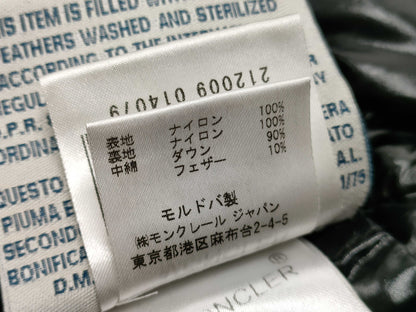 THIS ITEM IS FILLED WITH
FEATHERS WASHED AND STERILIZED
ACCORDING TO THE
212009 014079
表地 ナイロン 100%
裏地 ナイロン 100%
中綿 ダウン 90%
フェザー 10%
モルドバ製
㈱モンクレール ジャパン
東京都港区麻布台2-4-5
QUESTO
PIUMA
SECONDO
BONIFICA
D.M.
A.L.
1/75